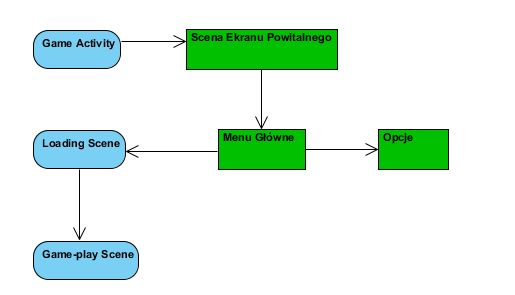 Game Activity
Scena Ekranu Powitalnego
Loading Scene
Menu Główne
Opcje
Game-play Scene